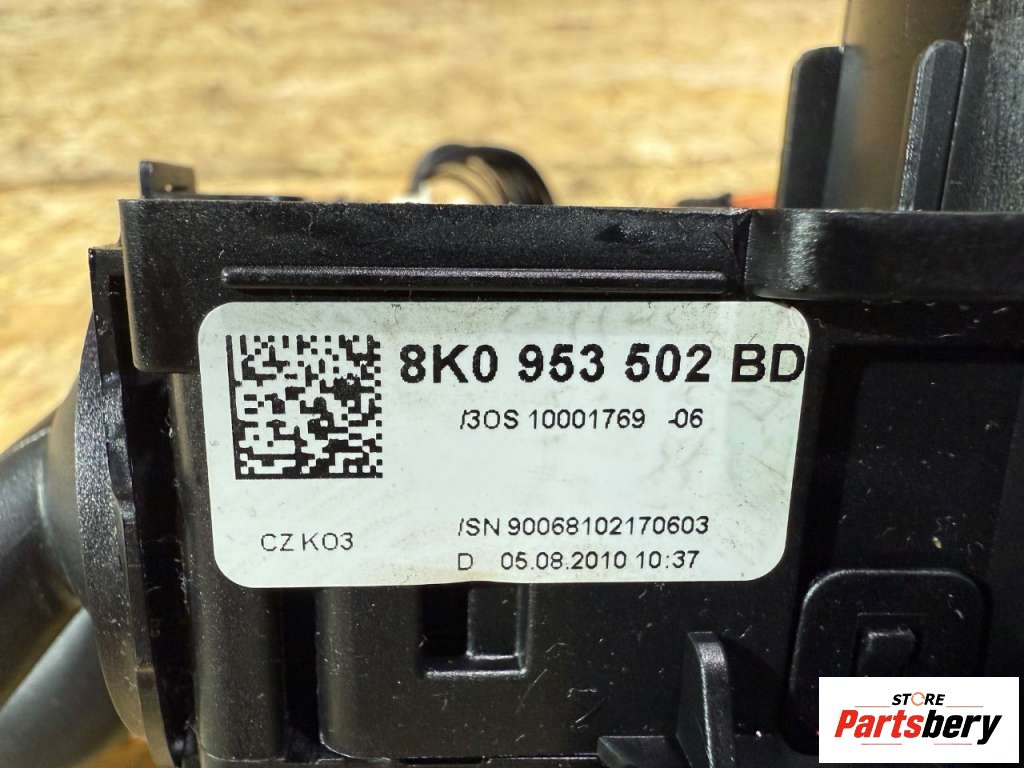 8K0 953 502 BD
/3OS 10001769 -06
CZ K03
/SN 90068102170603
D 05.08.2010 10:37
STORE
Partsbery